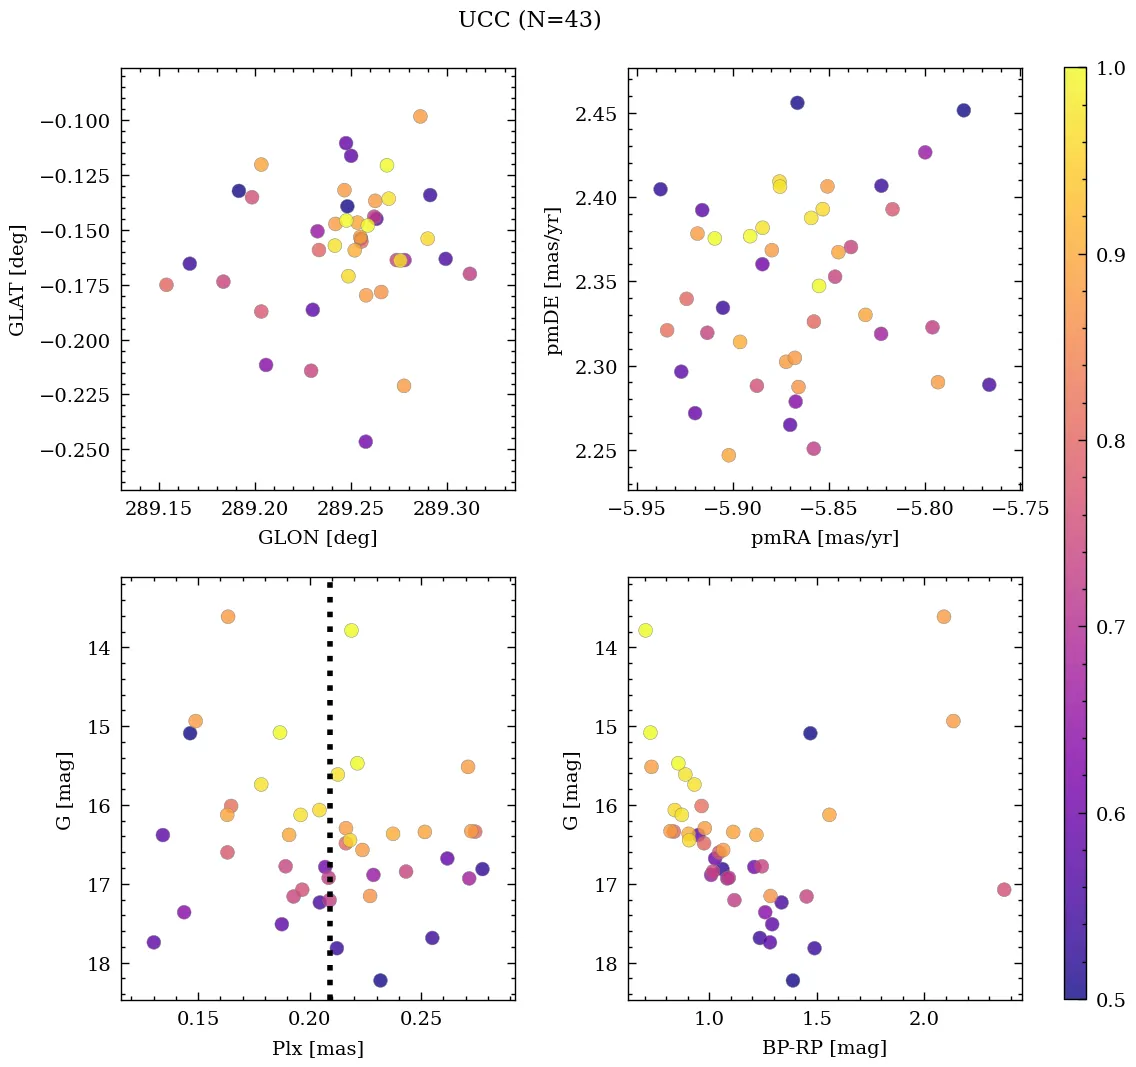 UCC (N=43)
−0.100
−0.125
−0.150
−0.175
−0.200
−0.225
−0.250
GLAT [deg]
289.15 289.20 289.25 289.30
GLON [deg]
2.45
2.40
2.35
2.30
2.25
pmDE [mas/yr]
−5.95 −5.90 −5.85 −5.80 −5.75
pmRA [mas/yr]
14
15
16
17
18
G [mag]
0.15 0.20 0.25
Plx [mas]
14
15
16
17
18
G [mag]
1.0 1.5 2.0
BP-RP [mag]
1.0
0.9
0.8
0.7
0.6
0.5